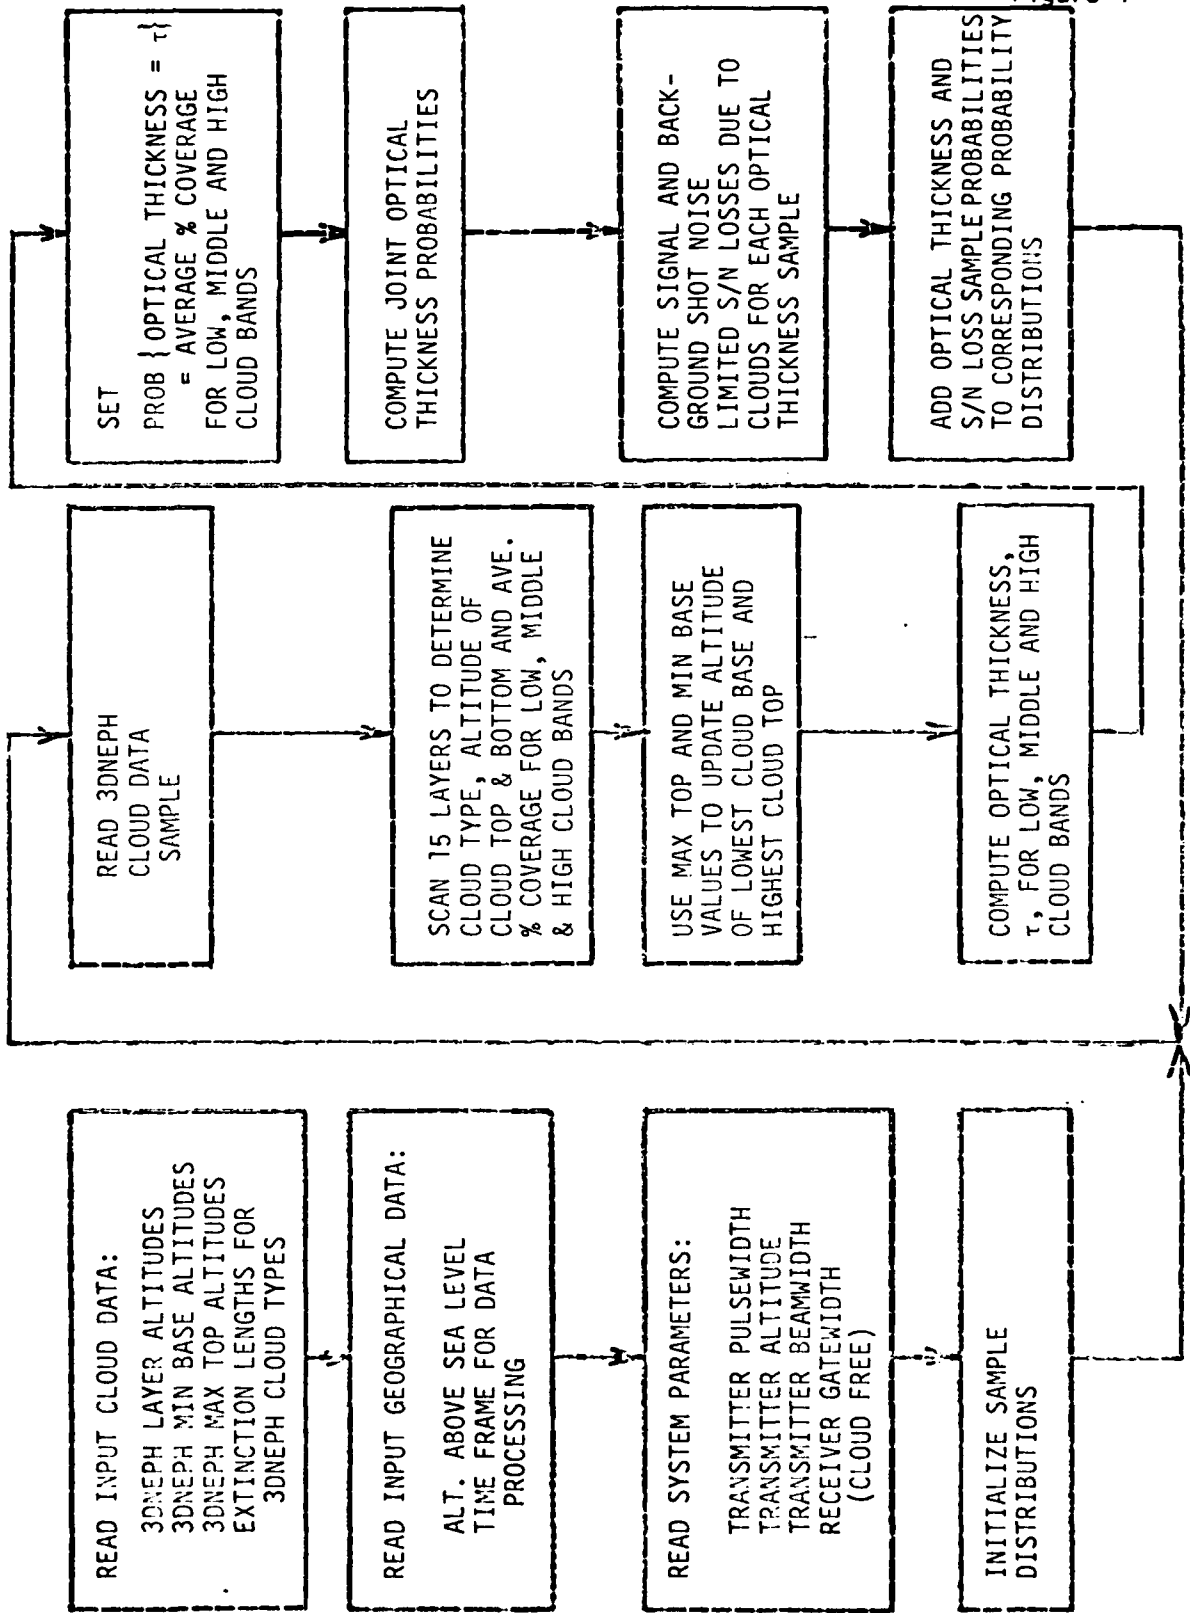 READ INPUT CLOUD DATA:
3DNEPH LAYER ALTITUDES
3DNEPH MIN BASE ALTITUDES
3DNEPH MAX TOP ALTITUDES
EXTINCTION LENGTHS FOR
3DNEPH CLOUD TYPES
READ INPUT GEOGRAPHICAL DATA:
ALT. ABOVE SEA LEVEL
TIME FRAME FOR DATA
PROCESSING
READ SYSTEM PARAMETERS:
TRANSMITTER PULSEWIDTH
TRANSMITTER ALTITUDE
TRANSMITTER BEAMWIDTH
RECEIVER GATEWIDTH
(CLOUD FREE)
INITIALIZE SAMPLE
DISTRIBUTIONS
READ 3DNEPH
CLOUD DATA
SAMPLE
SCAN 15 LAYERS TO DETERMINE
CLOUD TYPE, ALTITUDE OF
CLOUD TOP & BOTTOM AND AVE.
% COVERAGE FOR LOW, MIDDLE
& HIGH CLOUD BANDS
USE MAX TOP AND MIN BASE
VALUES TO UPDATE ALTITUDE
OF LOWEST CLOUD BASE AND
HIGHEST CLOUD TOP
COMPUTE OPTICAL THICKNESS,
τ, FOR LOW, MIDDLE AND HIGH
CLOUD BANDS
SET
PROB {OPTICAL THICKNESS = τ}
= AVERAGE % COVERAGE
FOR LOW, MIDDLE AND HIGH
CLOUD BANDS
COMPUTE JOINT OPTICAL
THICKNESS PROBABILITIES
COMPUTE SIGNAL AND BACK-
GROUND SHOT NOISE
LIMITED S/N LOSSES DUE TO
CLOUDS FOR EACH OPTICAL
THICKNESS SAMPLE
ADD OPTICAL THICKNESS AND
S/N LOSS SAMPLE PROBABILITIES
TO CORRESPONDING PROBABILITY
DISTRIBUTIONS